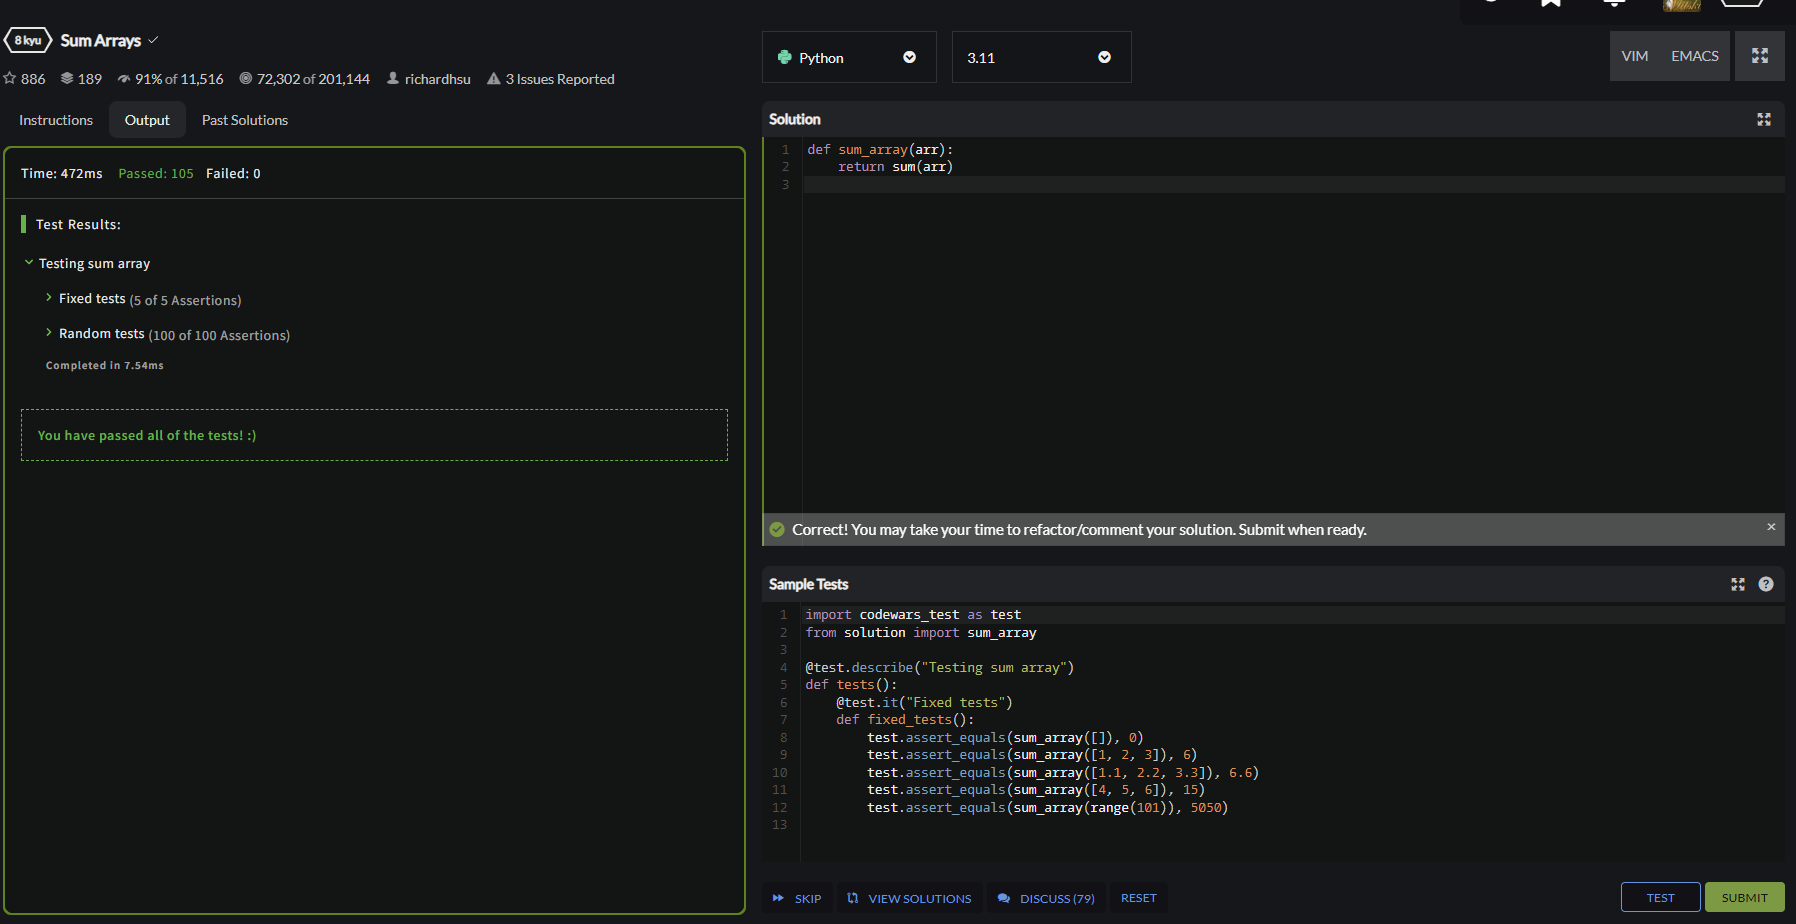 8 kyu Sum Arrays
886 189 91% of 11,516 72,302 of 201,144 richardhsu 3 Issues Reported
Instructions Output Past Solutions
Time: 472ms Passed: 105 Failed: 0
Test Results:
Testing sum array
Fixed tests (5 of 5 Assertions)
Random tests (100 of 100 Assertions)
Completed in 7.54ms
You have passed all of the tests! :)
Python 3.11 VIM EMACS
Solution
1 def sum_array(arr):
2     return sum(arr)
3
Correct! You may take your time to refactor/comment your solution. Submit when ready. ×
Sample Tests ?
1 import codewars_test as test
2 from solution import sum_array
3
4 @test.describe("Testing sum array")
5 def tests():
6     @test.it("Fixed tests")
7     def fixed_tests():
8         test.assert_equals(sum_array([]), 0)
9         test.assert_equals(sum_array([1, 2, 3]), 6)
10         test.assert_equals(sum_array([1.1, 2.2, 3.3]), 6.6)
11         test.assert_equals(sum_array([4, 5, 6]), 15)
12         test.assert_equals(sum_array(range(101)), 5050)
13
SKIP VIEW SOLUTIONS DISCUSS (79) RESET TEST SUBMIT